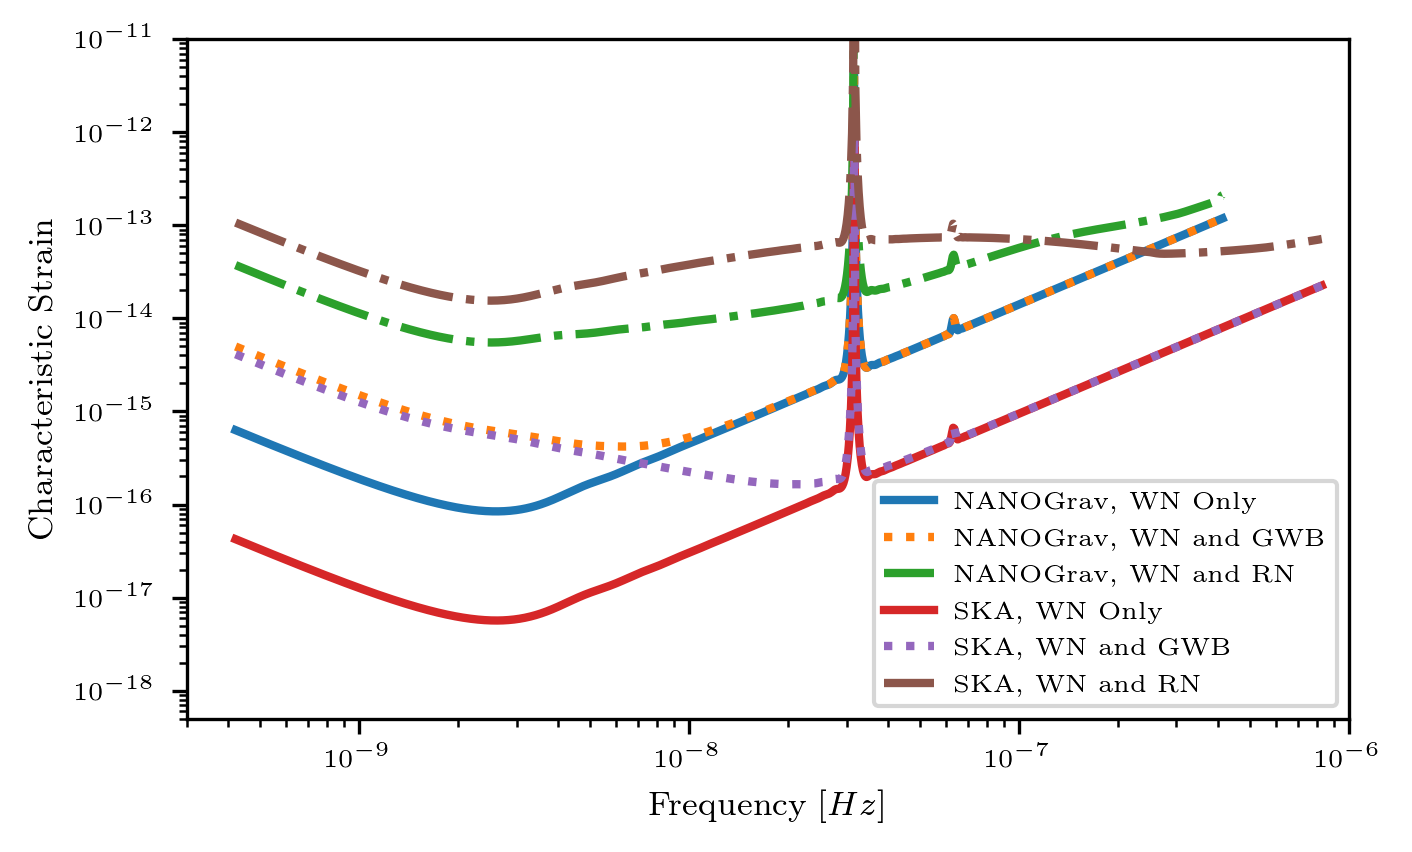 10⁻¹¹
10⁻¹²
10⁻¹³
10⁻¹⁴
10⁻¹⁵
10⁻¹⁶
10⁻¹⁷
10⁻¹⁸
Characteristic Strain
NANOGrav, WN Only
NANOGrav, WN and GWB
NANOGrav, WN and RN
SKA, WN Only
SKA, WN and GWB
SKA, WN and RN
10⁻⁹ 10⁻⁸ 10⁻⁷ 10⁻⁶
Frequency [Hz]